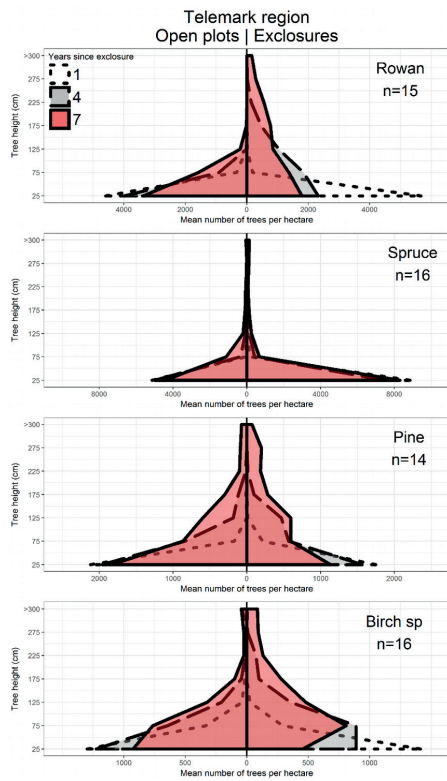 Telemark region
Open plots | Exclosures
Years since exclosure
1
4
7
Rowan
n=15
Tree height (cm)
>300
275
225
175
125
75
25
4000 2000 0 2000 4000
Mean number of trees per hectare
Spruce
n=16
Tree height (cm)
>300
275
225
175
125
75
25
8000 4000 0 4000 8000
Mean number of trees per hectare
Pine
n=14
Tree height (cm)
>300
275
225
175
125
75
25
2000 1000 0 1000 2000
Mean number of trees per hectare
Birch sp
n=16
Tree height (cm)
>300
275
225
175
125
75
25
1000 500 0 500 1000
Mean number of trees per hectare